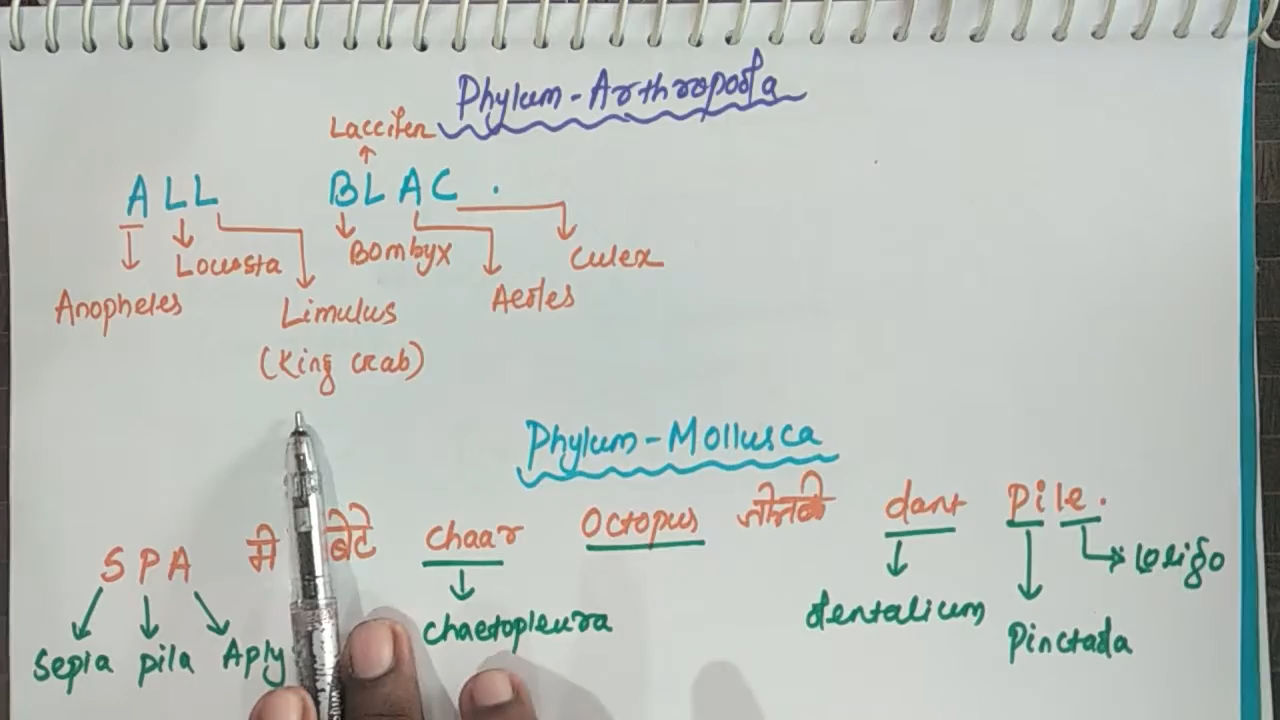 Phylum-Arthropoda
Laccifer
ALL BLAC.
Locusta Bombyx Culex
Anopheles Limulus Aedes
(King crab)
Phylum-Mollusca
SPA में बैठे chaar Octopus dant pile.
Loligo
Sepia pila Aply chaetopleura dentalium Pinctada